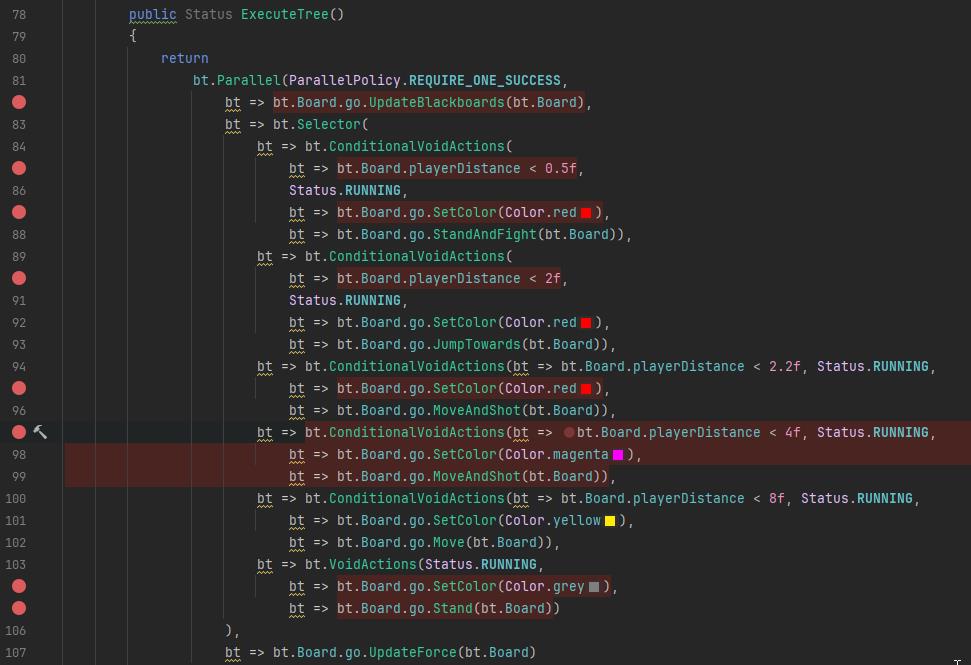 78 public Status ExecuteTree()
79 {
80 return
81 bt.Parallel(ParallelPolicy.REQUIRE_ONE_SUCCESS,
bt => bt.Board.go.UpdateBlackboards(bt.Board),
83 bt => bt.Selector(
84 bt => bt.ConditionalVoidActions(
bt => bt.Board.playerDistance < 0.5f,
86 Status.RUNNING,
bt => bt.Board.go.SetColor(Color.red),
88 bt => bt.Board.go.StandAndFight(bt.Board)),
89 bt => bt.ConditionalVoidActions(
bt => bt.Board.playerDistance < 2f,
91 Status.RUNNING,
92 bt => bt.Board.go.SetColor(Color.red),
93 bt => bt.Board.go.JumpTowards(bt.Board)),
94 bt => bt.ConditionalVoidActions(bt => bt.Board.playerDistance < 2.2f, Status.RUNNING,
bt => bt.Board.go.SetColor(Color.red),
96 bt => bt.Board.go.MoveAndShot(bt.Board)),
bt => bt.ConditionalVoidActions(bt => bt.Board.playerDistance < 4f, Status.RUNNING,
98 bt => bt.Board.go.SetColor(Color.magenta),
99 bt => bt.Board.go.MoveAndShot(bt.Board)),
100 bt => bt.ConditionalVoidActions(bt => bt.Board.playerDistance < 8f, Status.RUNNING,
101 bt => bt.Board.go.SetColor(Color.yellow),
102 bt => bt.Board.go.Move(bt.Board)),
103 bt => bt.VoidActions(Status.RUNNING,
bt => bt.Board.go.SetColor(Color.grey),
bt => bt.Board.go.Stand(bt.Board))
106 ),
107 bt => bt.Board.go.UpdateForce(bt.Board)